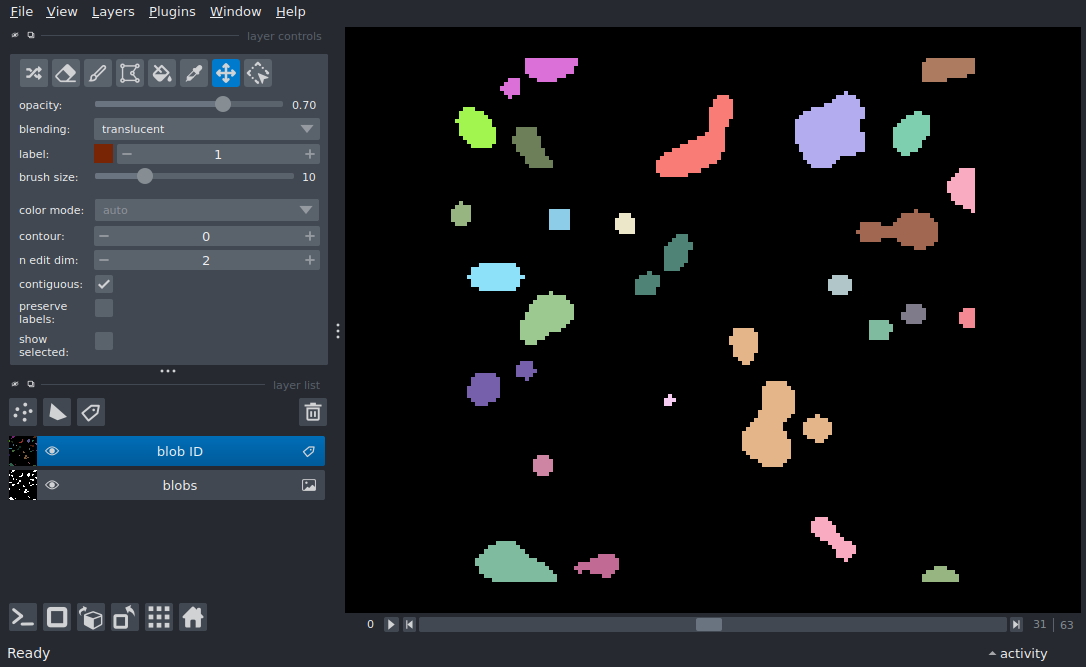 File View Layers Plugins Window Help
layer controls
opacity: 0.70
blending: translucent
label: 1
brush size: 10
color mode: auto
contour: 0
n edit dim: 2
contiguous:
preserve
labels:
show
selected:
layer list
blob ID
blobs
0 31 63
Ready activity